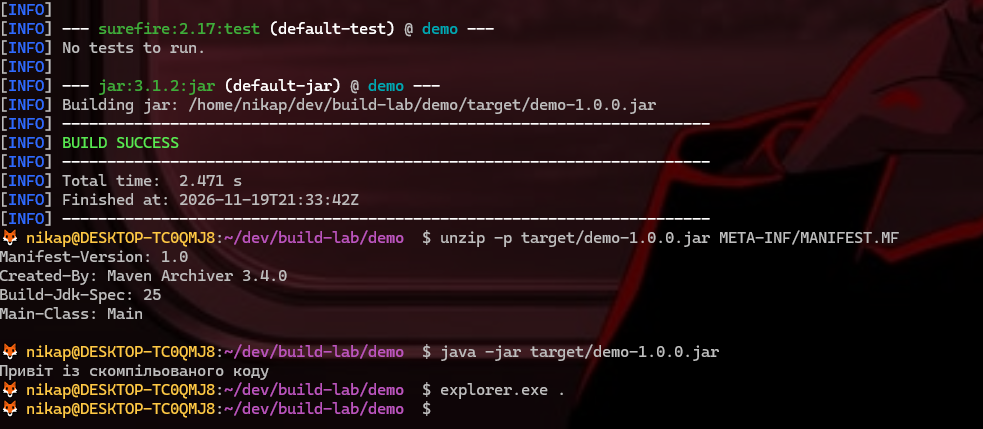 [INFO]
[INFO] --- surefire:2.17:test (default-test) @ demo ---
[INFO] No tests to run.
[INFO]
[INFO] --- jar:3.1.2:jar (default-jar) @ demo ---
[INFO] Building jar: /home/nikap/dev/build-lab/demo/target/demo-1.0.0.jar
[INFO] ------------------------------------------------------------------------
[INFO] BUILD SUCCESS
[INFO] ------------------------------------------------------------------------
[INFO] Total time:  2.471 s
[INFO] Finished at: 2026-11-19T21:33:42Z
[INFO] ------------------------------------------------------------------------
🦊 nikap@DESKTOP-TC0QMJ8:~/dev/build-lab/demo  $ unzip -p target/demo-1.0.0.jar META-INF/MANIFEST.MF
Manifest-Version: 1.0
Created-By: Maven Archiver 3.4.0
Build-Jdk-Spec: 25
Main-Class: Main
🦊 nikap@DESKTOP-TC0QMJ8:~/dev/build-lab/demo  $ java -jar target/demo-1.0.0.jar
Привіт із скомпільованого коду
🦊 nikap@DESKTOP-TC0QMJ8:~/dev/build-lab/demo  $ explorer.exe .
🦊 nikap@DESKTOP-TC0QMJ8:~/dev/build-lab/demo  $